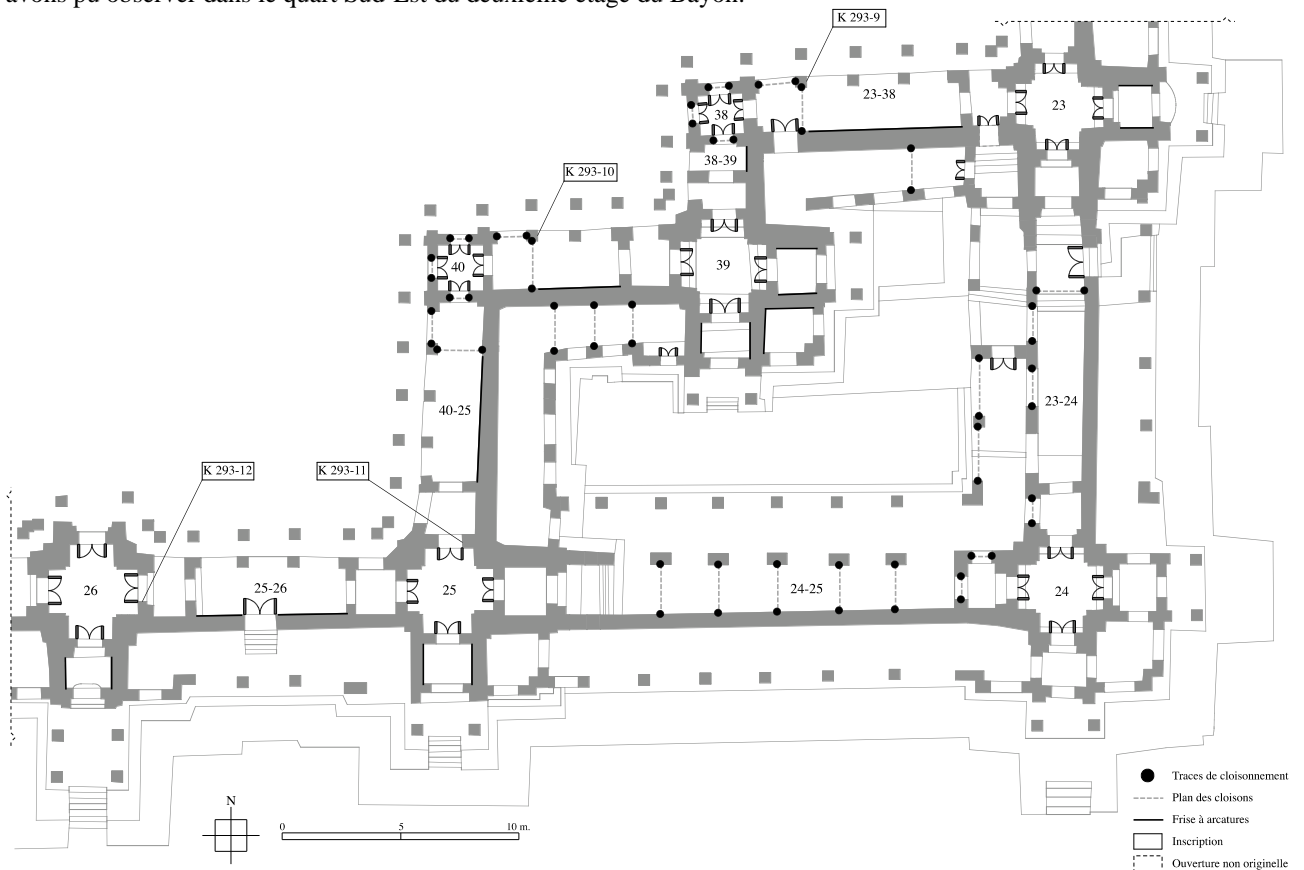 avons pu observer dans le quart Sud-Est du deuxième étage du Bayon.
K 293-9
23-38
23
38
38-39
K 293-10
40
39
40-25
23-24
K 293-12
K 293-11
26
25-26
25
24-25
24
N
0 5 10 m.
Traces de cloisonnement
Plan des cloisons
Frise à arcatures
Inscription
Ouverture non originelle